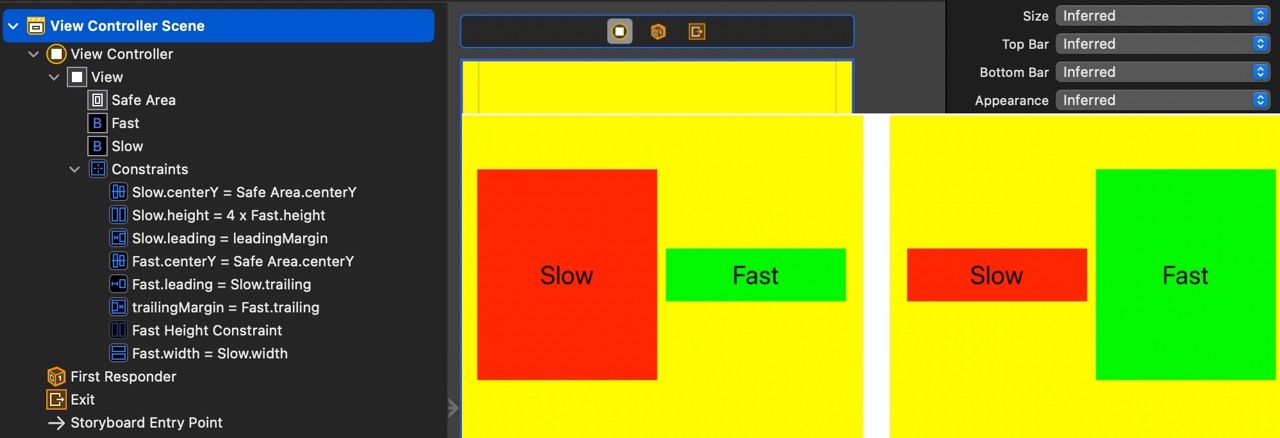 View Controller Scene
View Controller
View
Safe Area
B Fast
B Slow
Constraints
Slow.centerY = Safe Area.centerY
Slow.height = 4 x Fast.height
Slow.leading = leadingMargin
Fast.centerY = Safe Area.centerY
Fast.leading = Slow.trailing
trailingMargin = Fast.trailing
Fast Height Constraint
Fast.width = Slow.width
First Responder
Exit
Storyboard Entry Point
Size Inferred
Top Bar Inferred
Bottom Bar Inferred
Appearance Inferred
Slow Fast
Slow Fast